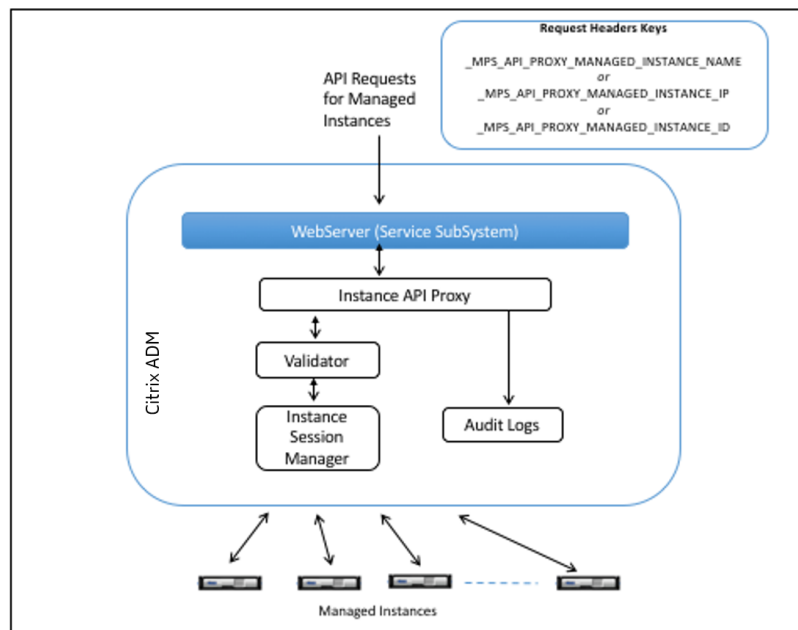 Request Headers Keys
_MPS_API_PROXY_MANAGED_INSTANCE_NAME
or
_MPS_API_PROXY_MANAGED_INSTANCE_IP
or
_MPS_API_PROXY_MANAGED_INSTANCE_ID
API Requests
for Managed
Instances
WebServer (Service SubSystem)
Instance API Proxy
Validator
Instance
Session
Manager
Audit Logs
Citrix ADM
Managed Instances